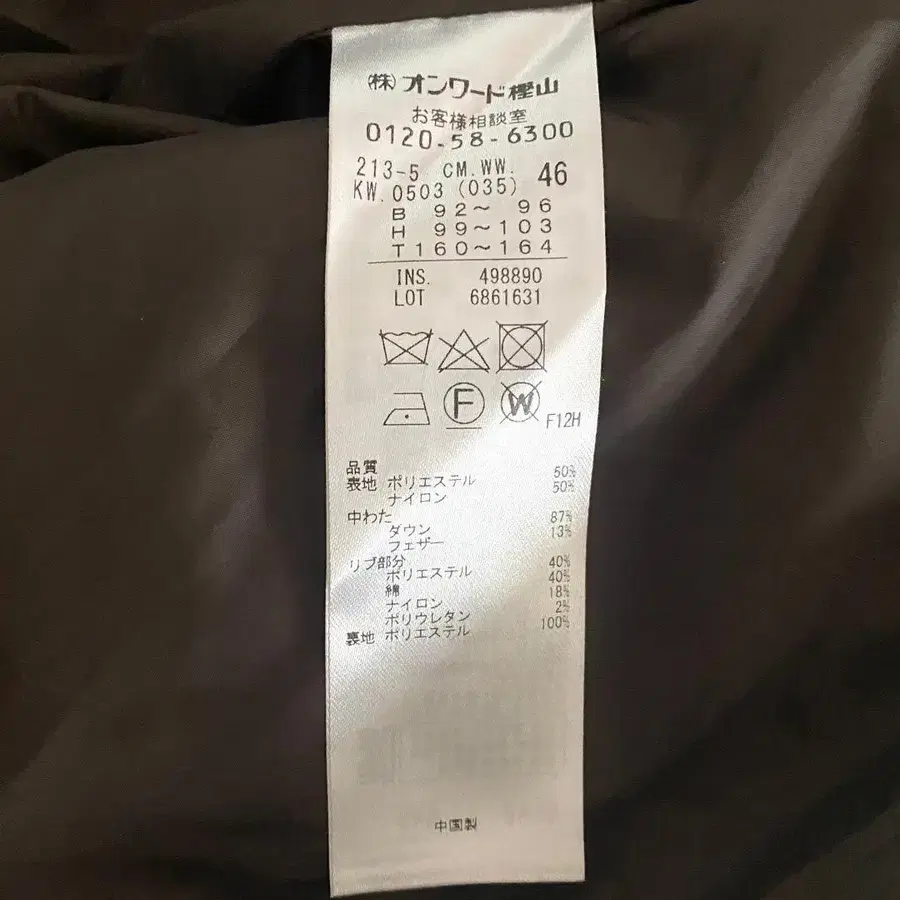 (株)オンワード樫山
お客様相談室
0120-58-6300
213-5 CM.WW. 46
KW.0503 (035)
B 92~ 96
H 99~103
T160~164
INS. 498890
LOT 6861631
F
W
F12H
品質
表地 ポリエステル 50%
ナイロン 50%
中わた
ダウン 87%
フェザー 13%
リブ部分
ポリエステル 40%
綿 40%
ナイロン 18%
ポリウレタン 2%
裏地 ポリエステル 100%
中国製